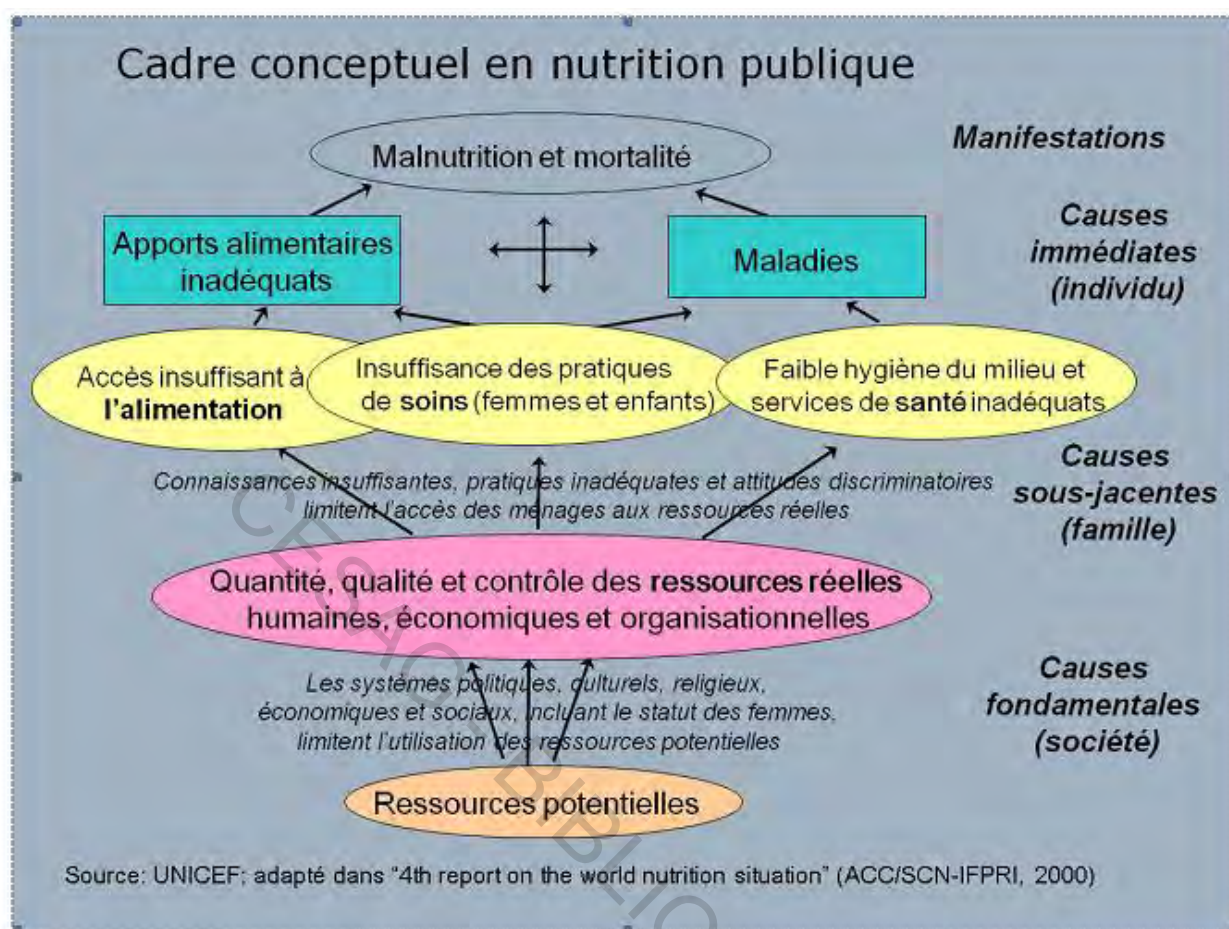 Cadre conceptuel en nutrition publique
Malnutrition et mortalité
Manifestations
Apports alimentaires
inadéquats
Maladies
Causes
immédiates
(individu)
Accès insuffisant à
l'alimentation
Insuffisance des pratiques
de soins (femmes et enfants)
Faible hygiène du milieu et
services de santé inadéquats
Connaissances insuffisantes, pratiques inadéquates et attitudes discriminatoires
limitent l'accès des ménages aux ressources réelles
Causes
sous-jacentes
(famille)
Quantité, qualité et contrôle des ressources réelles
humaines, économiques et organisationnelles
Les systèmes politiques, culturels, religieux,
économiques et sociaux, incluant le statut des femmes,
limitent l'utilisation des ressources potentielles
Causes
fondamentales
(société)
Ressources potentielles
Source: UNICEF; adapté dans "4th report on the world nutrition situation" (ACC/SCN-IFPRI, 2000)
CESAG - BIBLIO